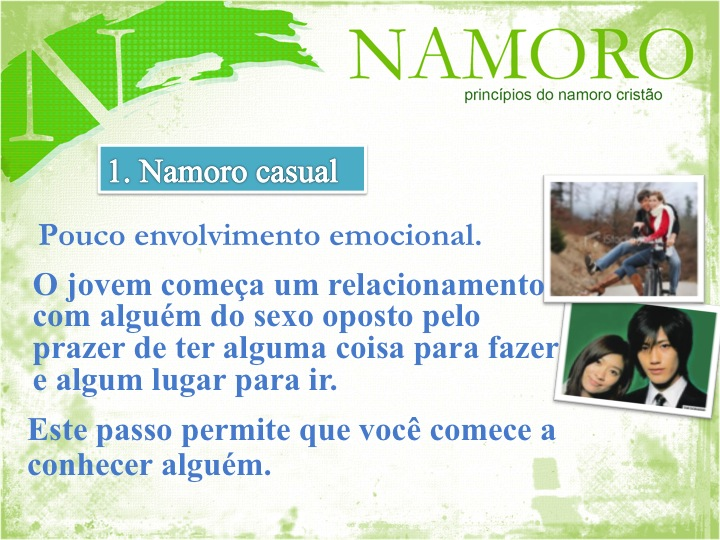 N
NAMORO
princípios do namoro cristão
1. Namoro casual
Pouco envolvimento emocional.
O jovem começa um relacionamento
com alguém do sexo oposto pelo
prazer de ter alguma coisa para fazer
e algum lugar para ir.
Este passo permite que você comece a
conhecer alguém.